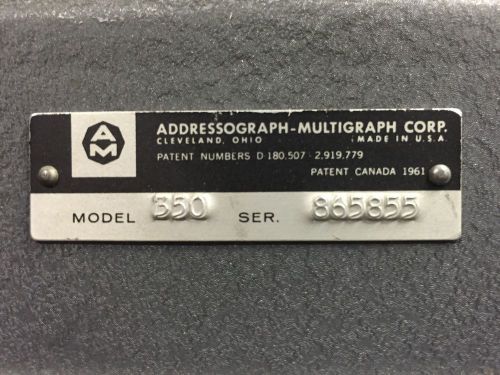 AM
ADDRESSOGRAPH-MULTIGRAPH CORP.
CLEVELAND, OHIO MADE IN U.S.A.
PATENT NUMBERS D 180.507 · 2,919,779
PATENT CANADA 1961
MODEL 350 SER. 865855